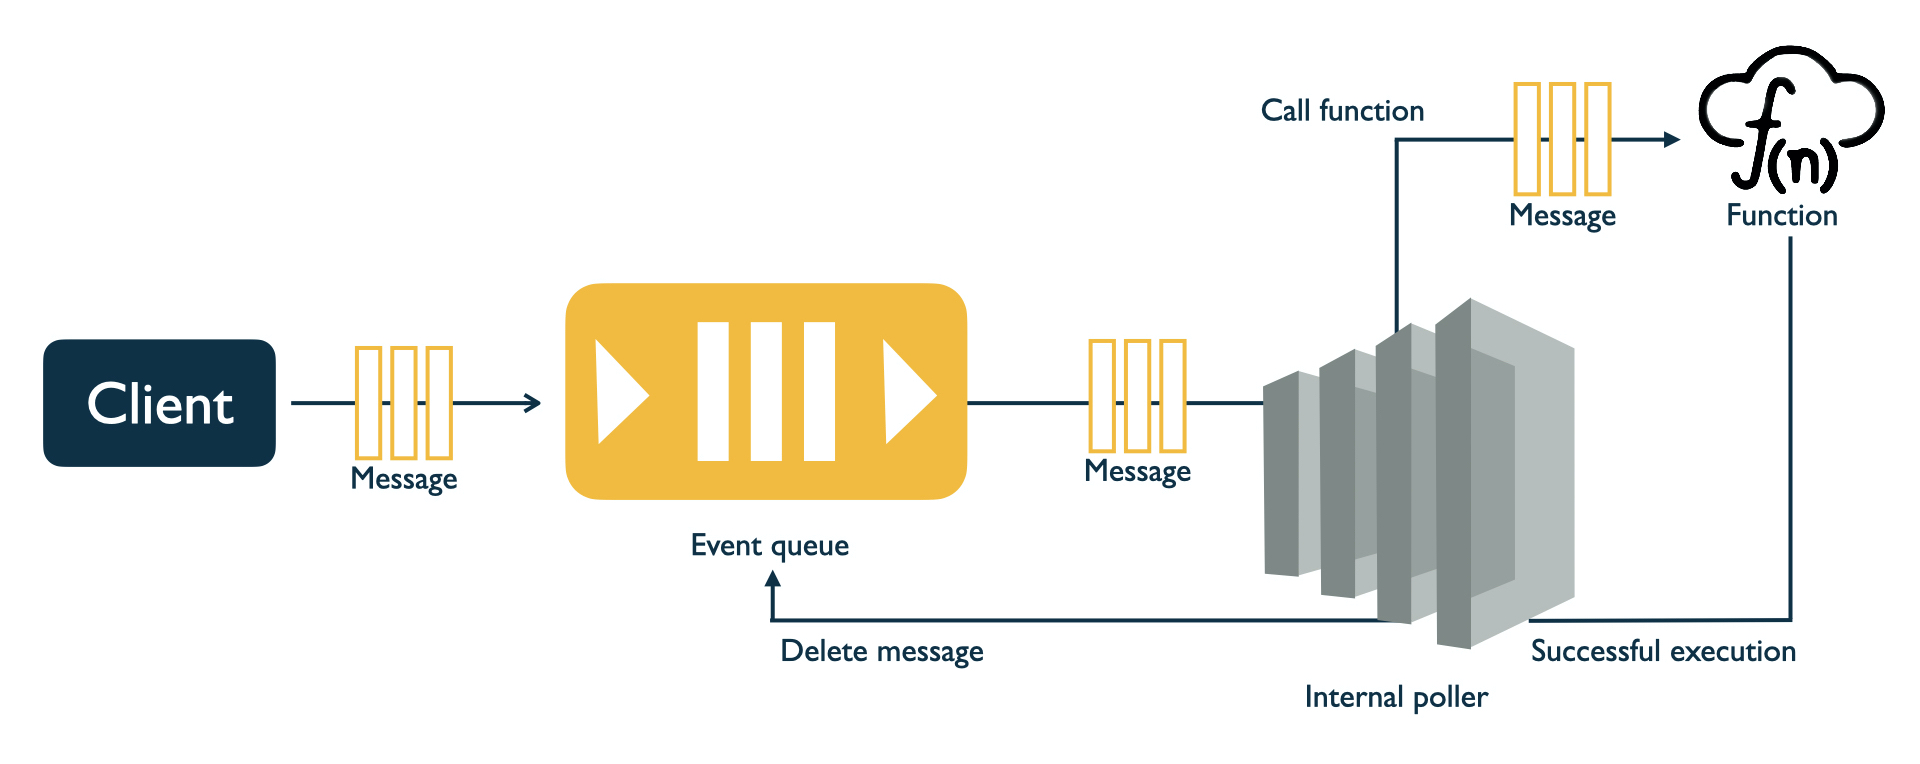 Call function
f(n)
Message
Function
Client
Message
Message
Event queue
Delete message
Successful execution
Internal poller